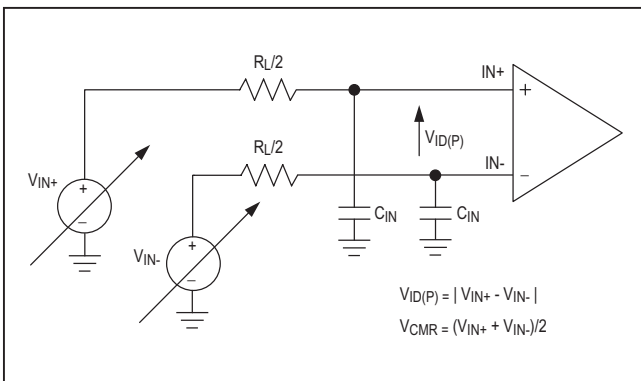 RL/2
IN+
+
VID(P)
RL/2
IN-
−
VIN+
+
−
CIN
CIN
VIN-
+
−
VID(P) = | VIN+ - VIN- |
VCMR = (VIN+ + VIN-)/2